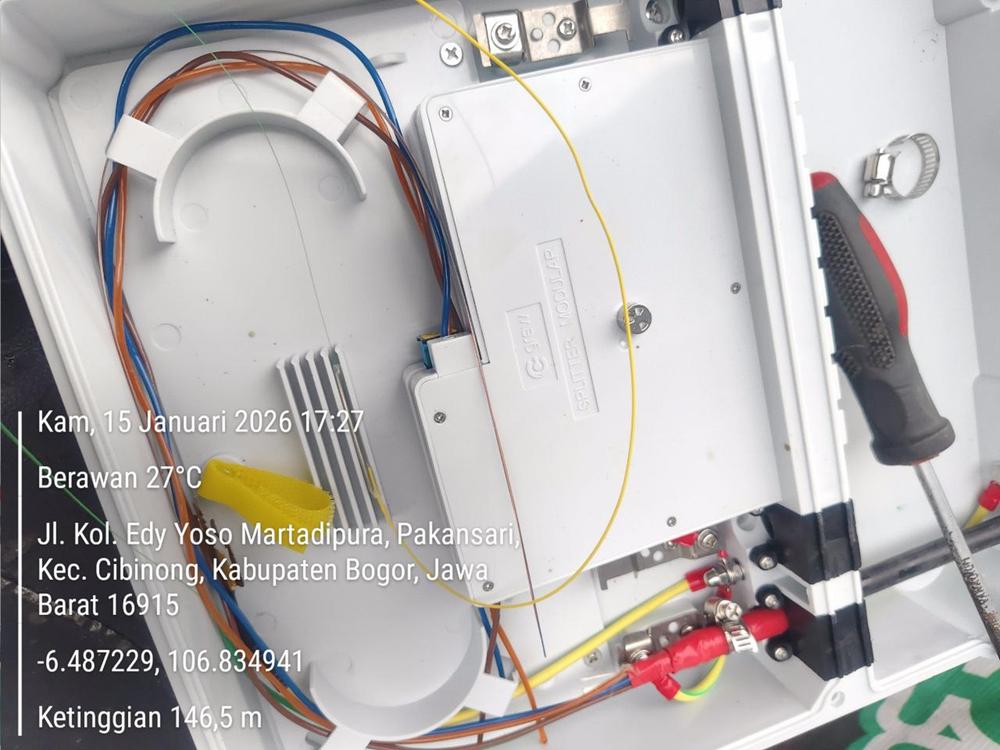 grew
SPLITTER MODULAR
Kam, 15 Januari 2026 17:27
Berawan 27°C
Jl. Kol. Edy Yoso Martadipura, Pakansari,
Kec. Cibinong, Kabupaten Bogor, Jawa
Barat 16915
-6.487229, 106.834941
Ketinggian 146,5 m